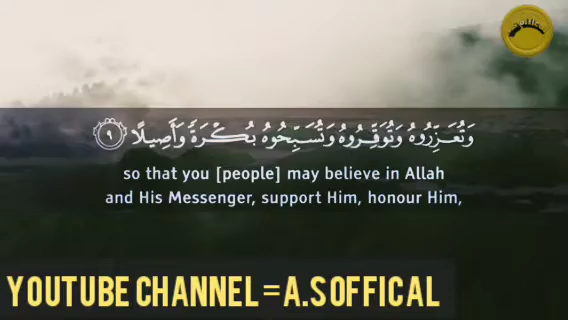 وَتُعَزِّرُوهُ وَتُوَقِّرُوهُ وَتُسَبِّحُوهُ بُكْرَةً وَأَصِيلًا ٩
so that you [people] may believe in Allah
and His Messenger, support Him, honour Him,
YOUTUBE CHANNEL = A.S OFFICAL